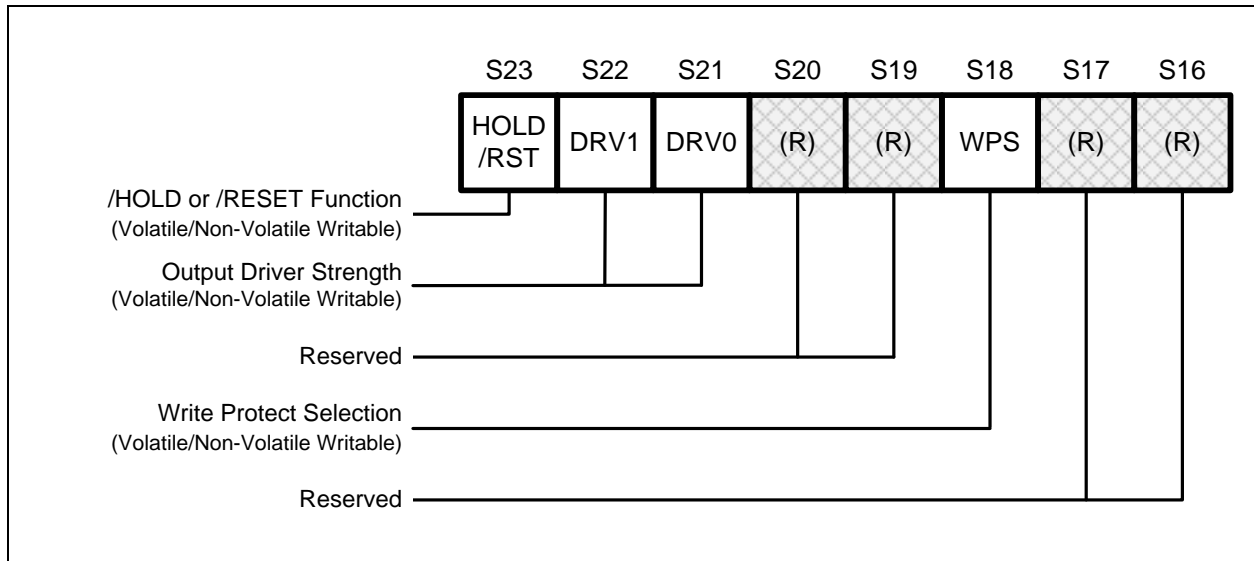 S23 S22 S21 S20 S19 S18 S17 S16
HOLD
/RST DRV1 DRV0 (R) (R) WPS (R) (R)
/HOLD or /RESET Function
(Volatile/Non-Volatile Writable)
Output Driver Strength
(Volatile/Non-Volatile Writable)
Reserved
Write Protect Selection
(Volatile/Non-Volatile Writable)
Reserved